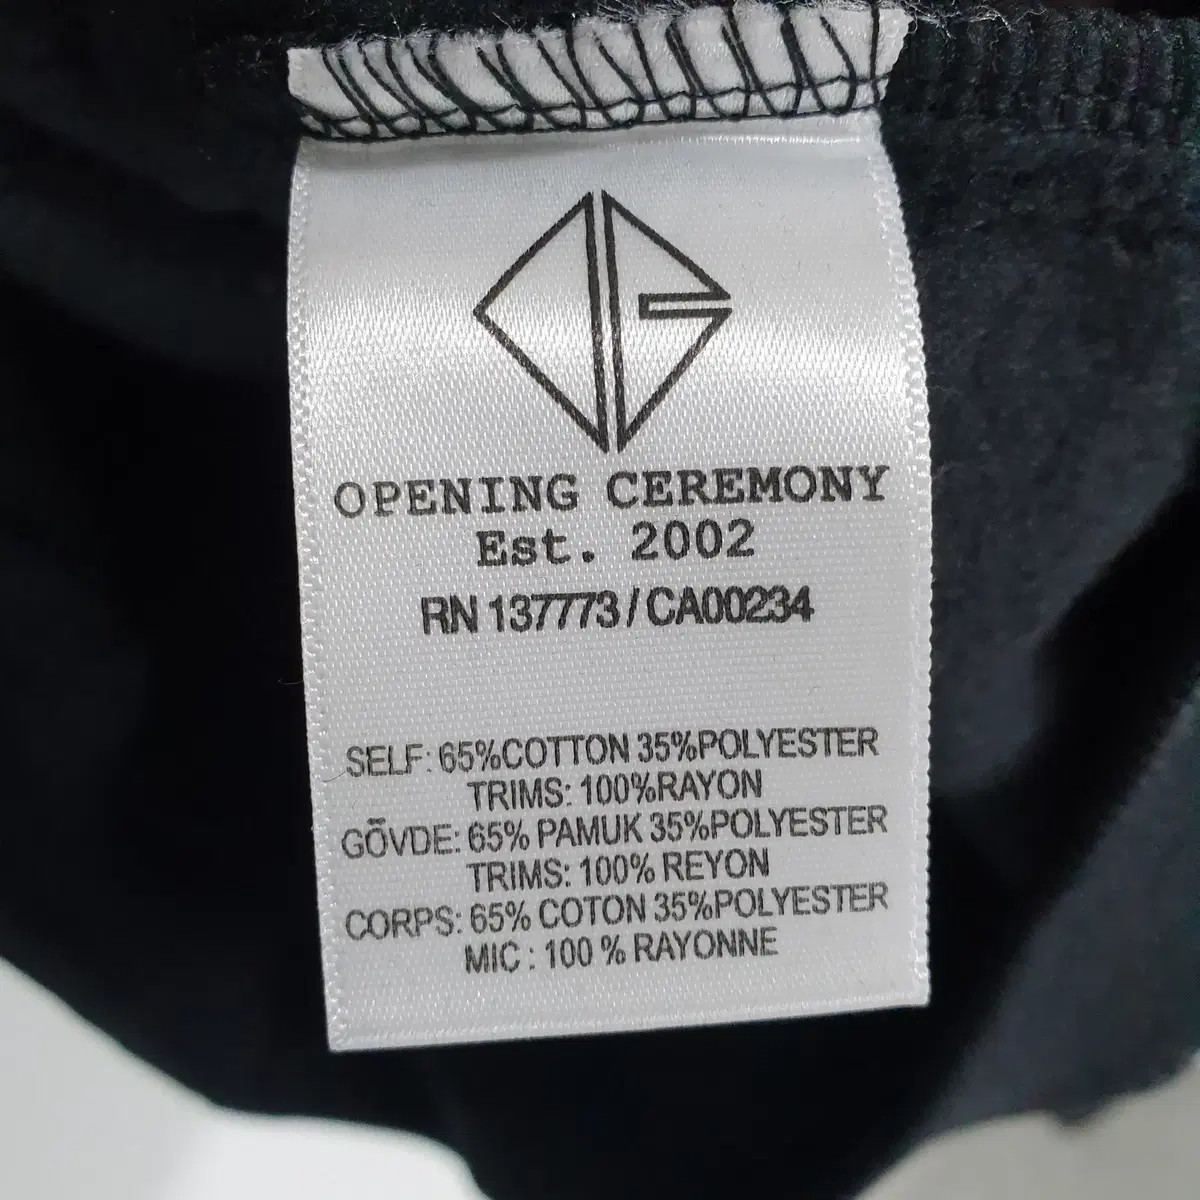 OPENING CEREMONY
Est. 2002
RN 137773 / CA00234
SELF: 65%COTTON 35%POLYESTER
TRIMS: 100%RAYON
GÕVDE: 65% PAMUK 35%POLYESTER
TRIMS: 100% REYON
CORPS: 65% COTON 35%POLYESTER
MIC : 100 % RAYONNE